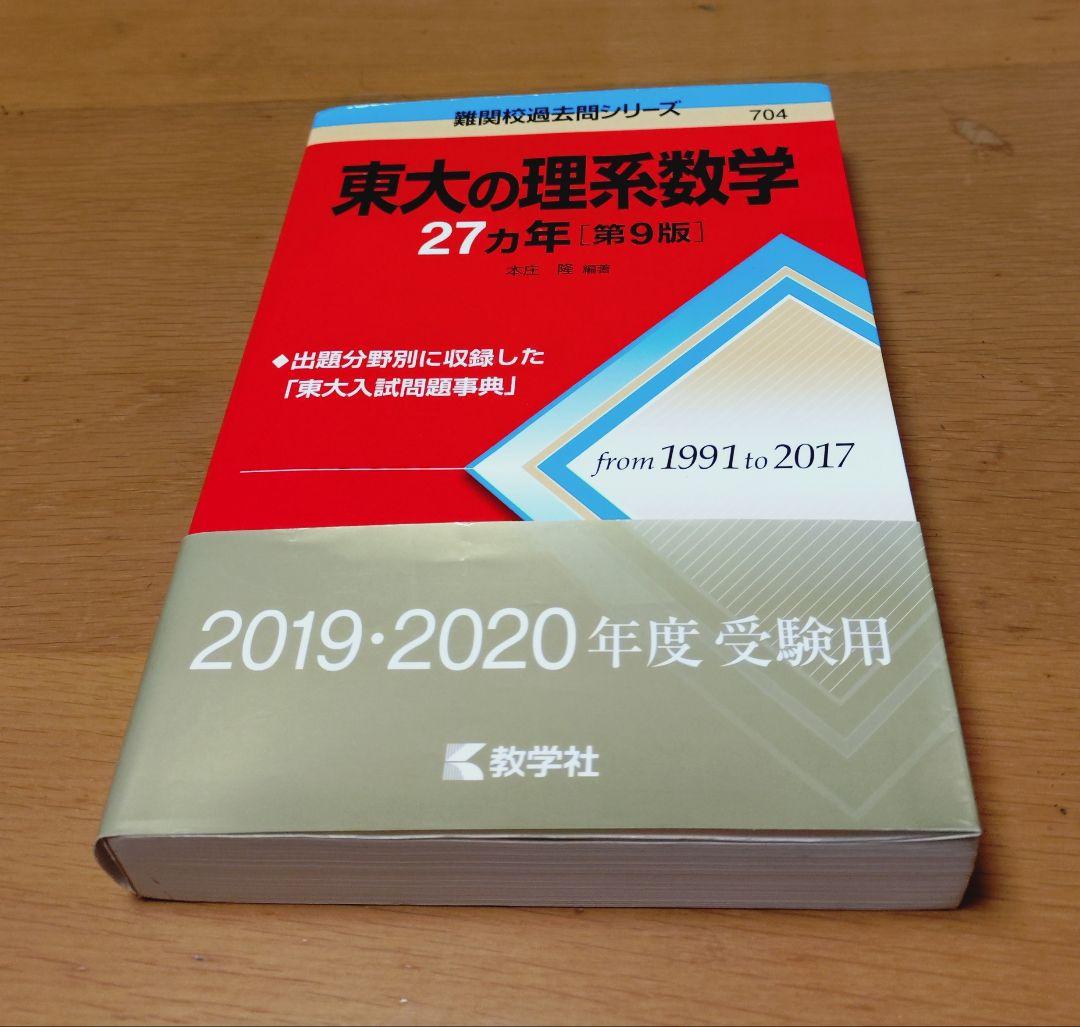 難関校過去問シリーズ 704
東大の理系数学
27ヵ年[第9版]
本庄 隆 編著
◆出題分野別に収録した
「東大入試問題事典」
from 1991 to 2017
2019・2020年度 受験用
教学社